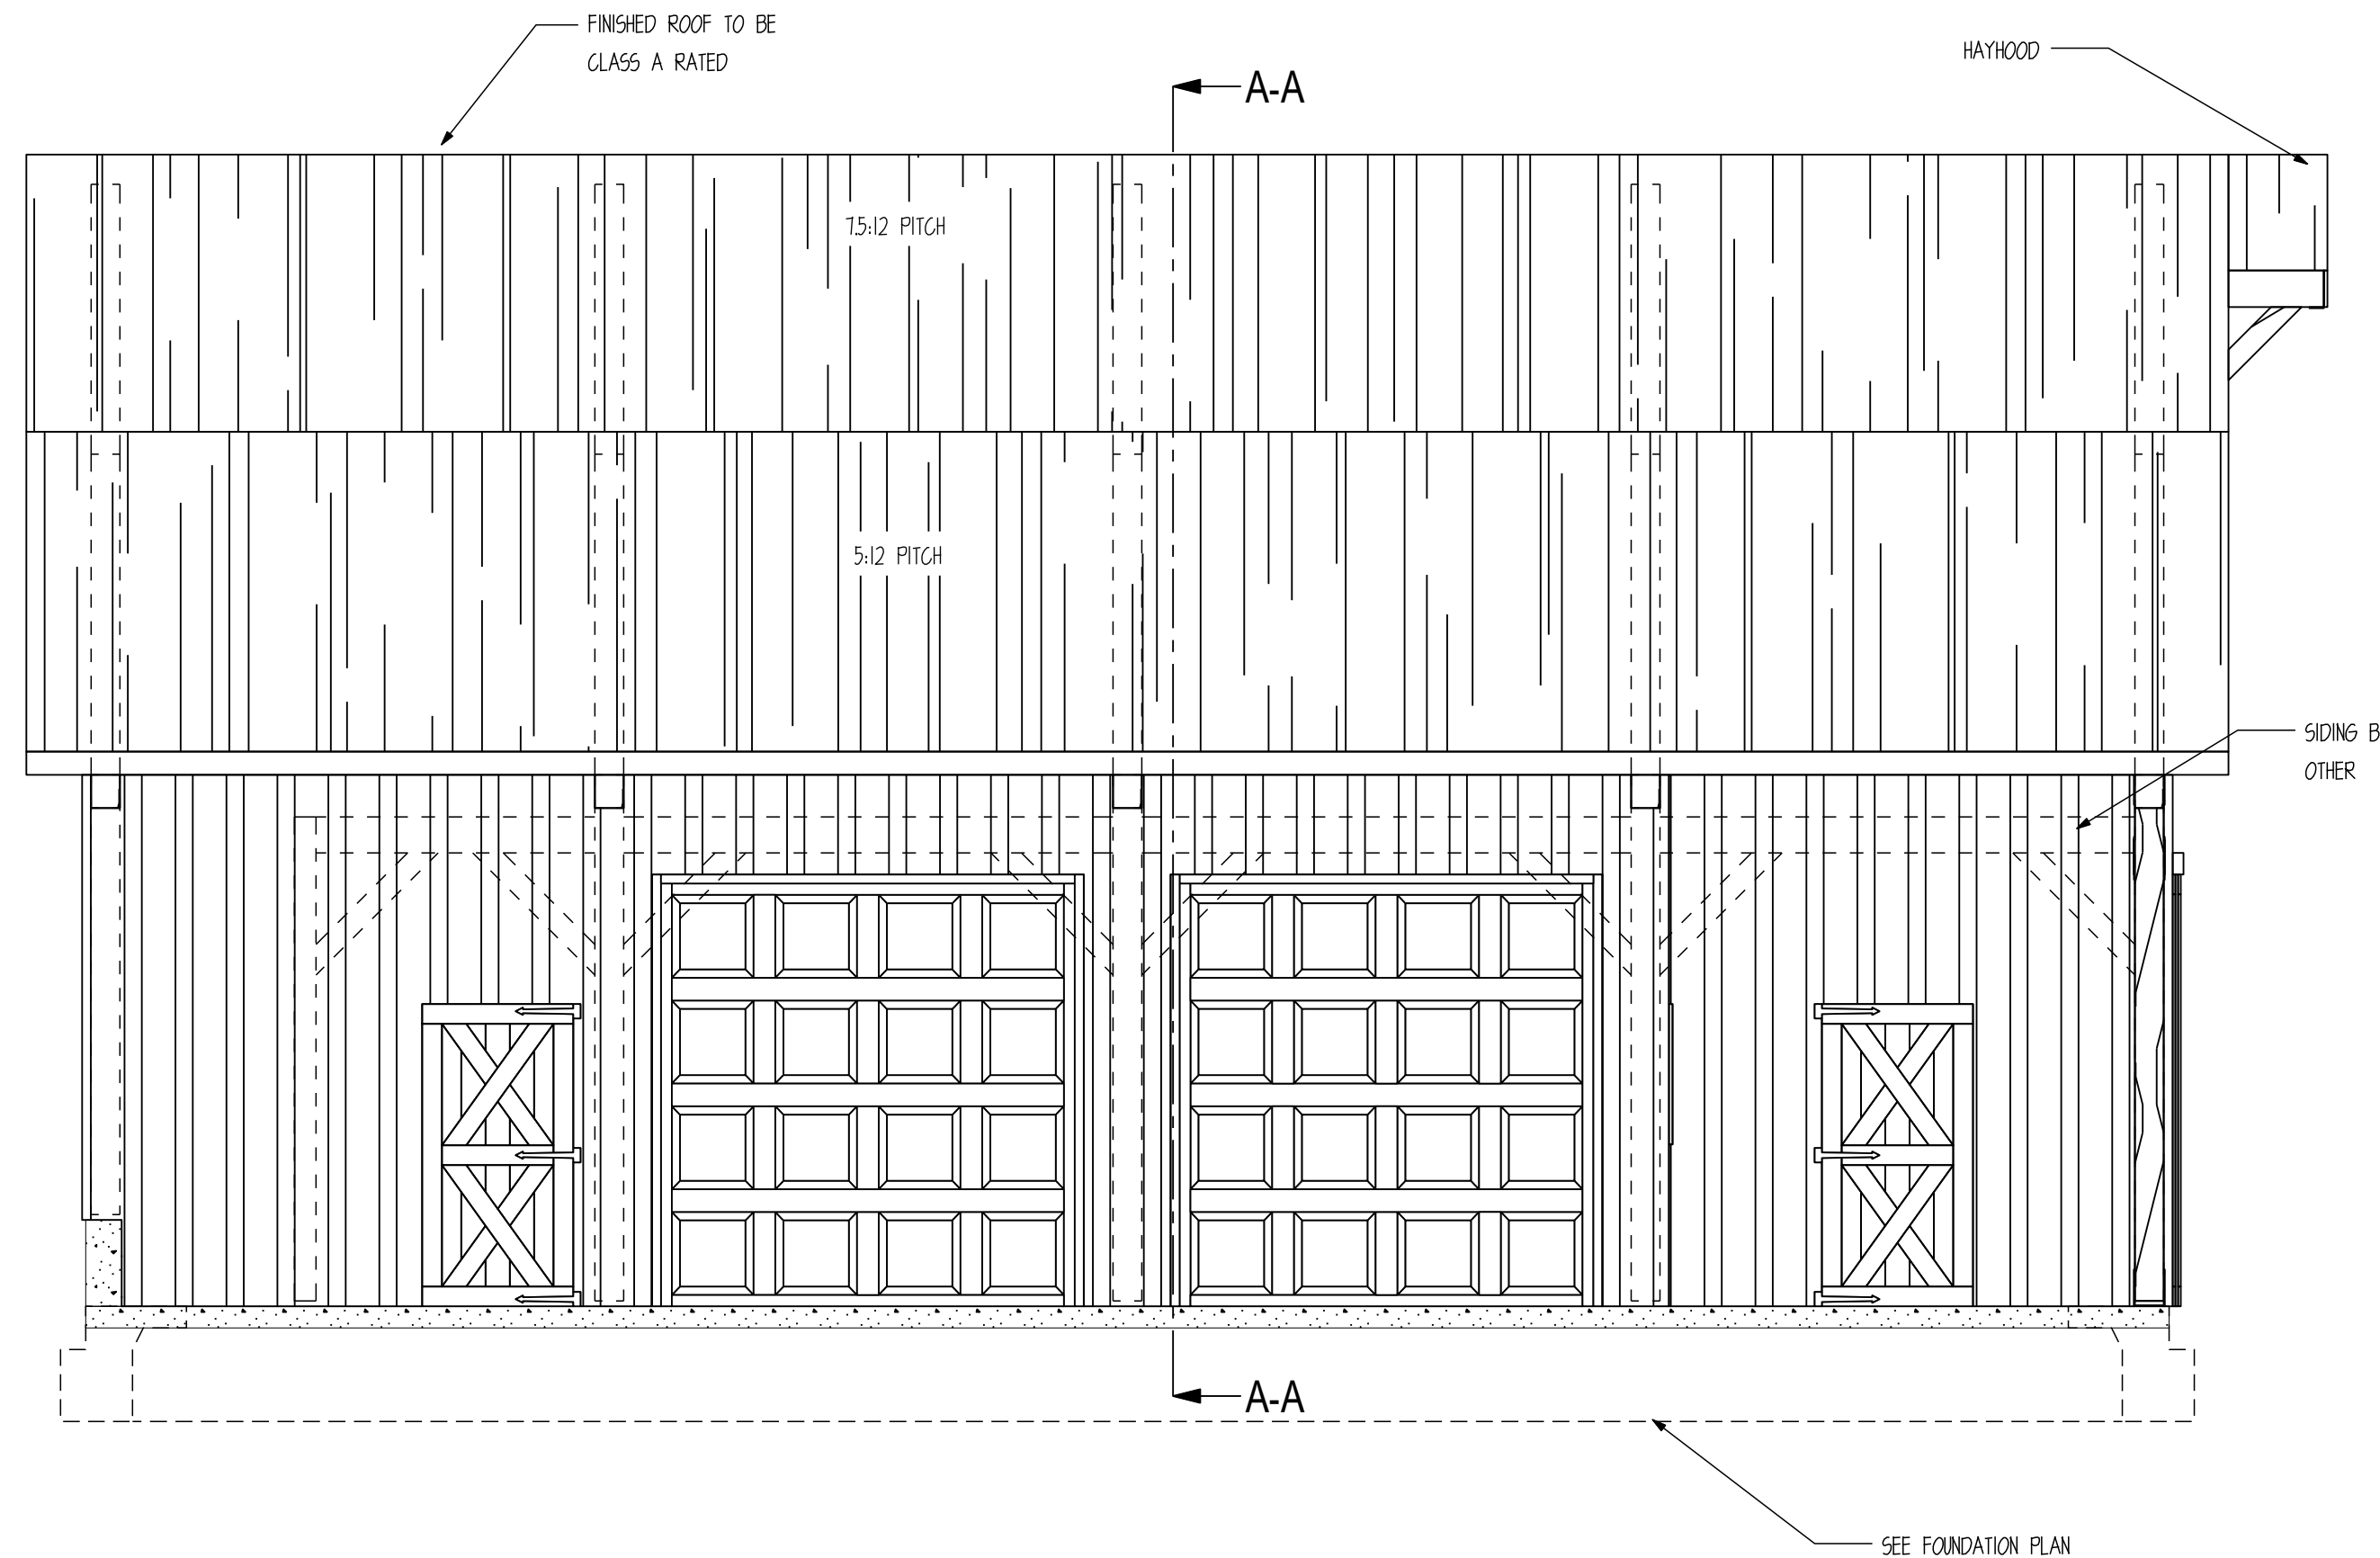 FINISHED ROOF TO BE
CLASS A RATED
HAYHOOD
A-A
7.5:12 PITCH
5:12 PITCH
SIDING B
OTHER
A-A
SEE FOUNDATION PLAN